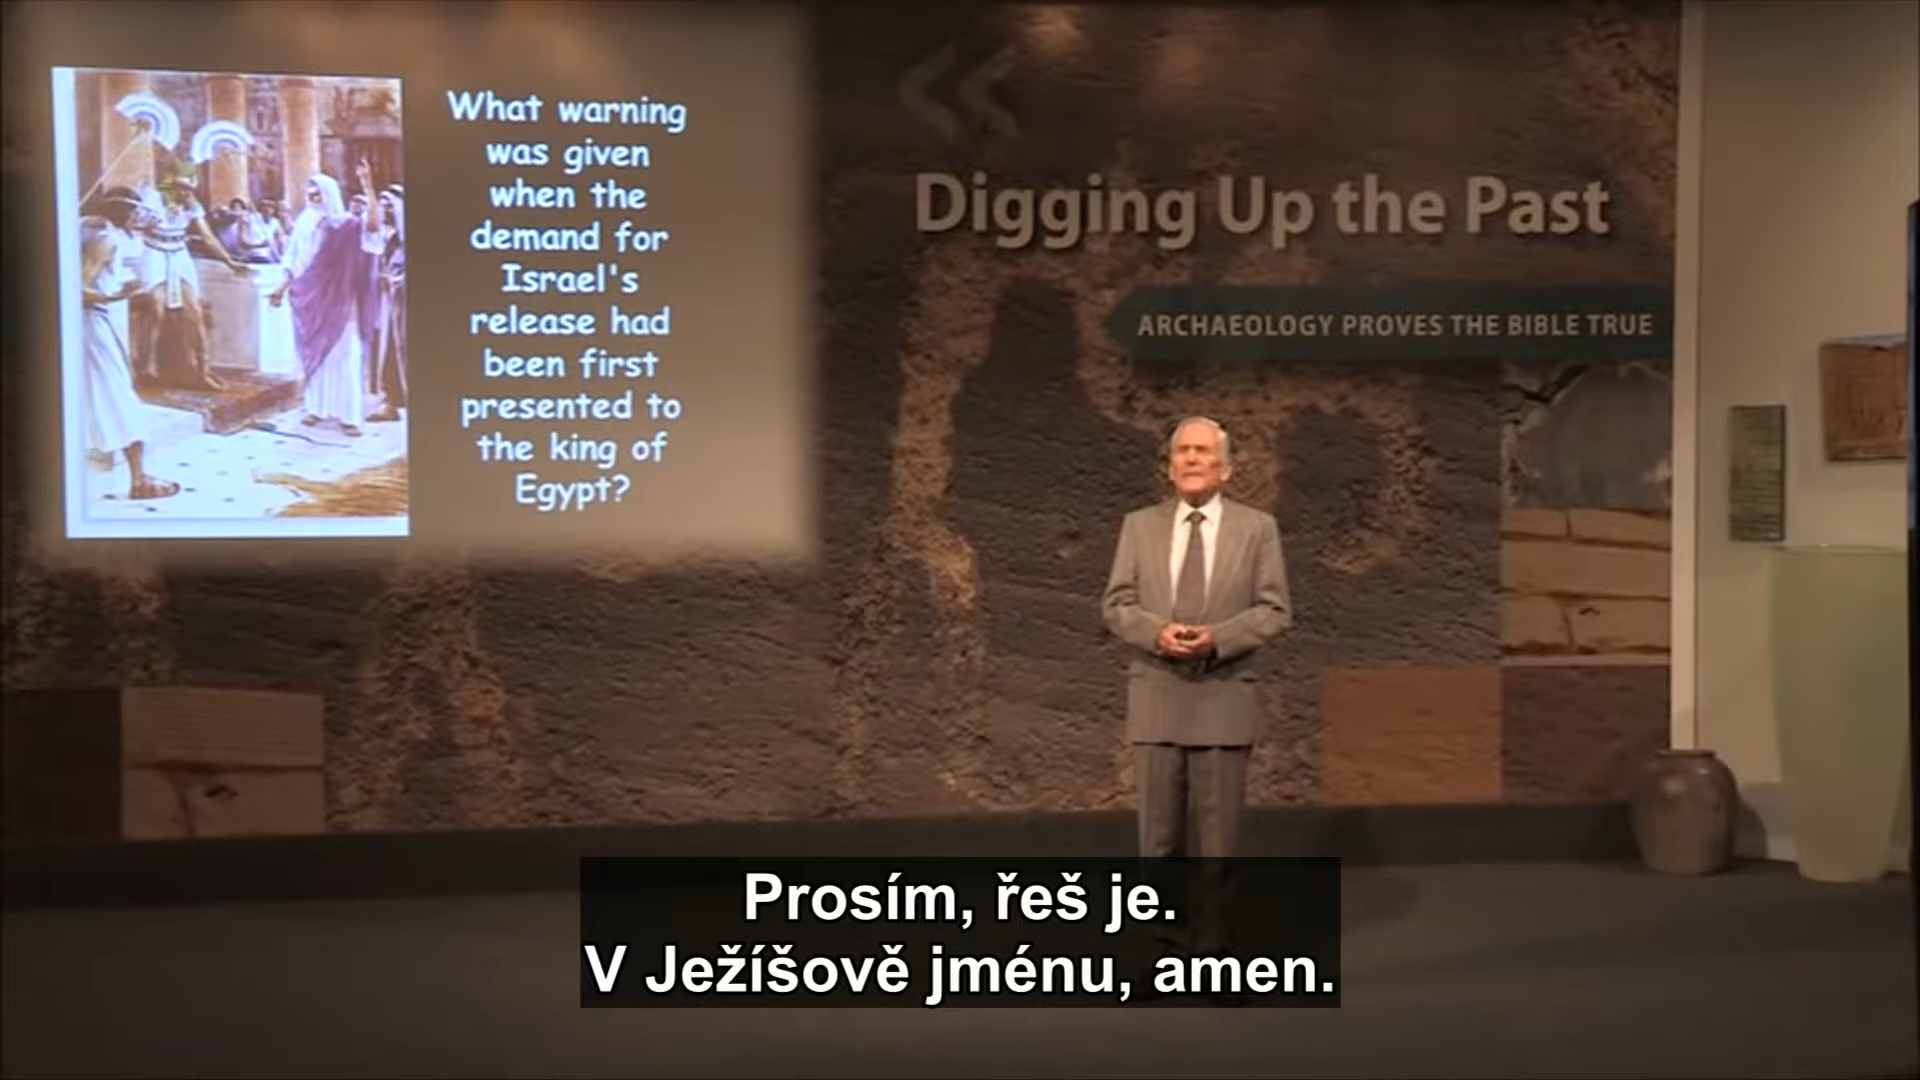 What warning
was given
when the
demand for
Israel's
release had
been first
presented to
the king of
Egypt?
Digging Up the Past
ARCHAEOLOGY PROVES THE BIBLE TRUE
Prosím, řeš je.
V Ježíšově jménu, amen.